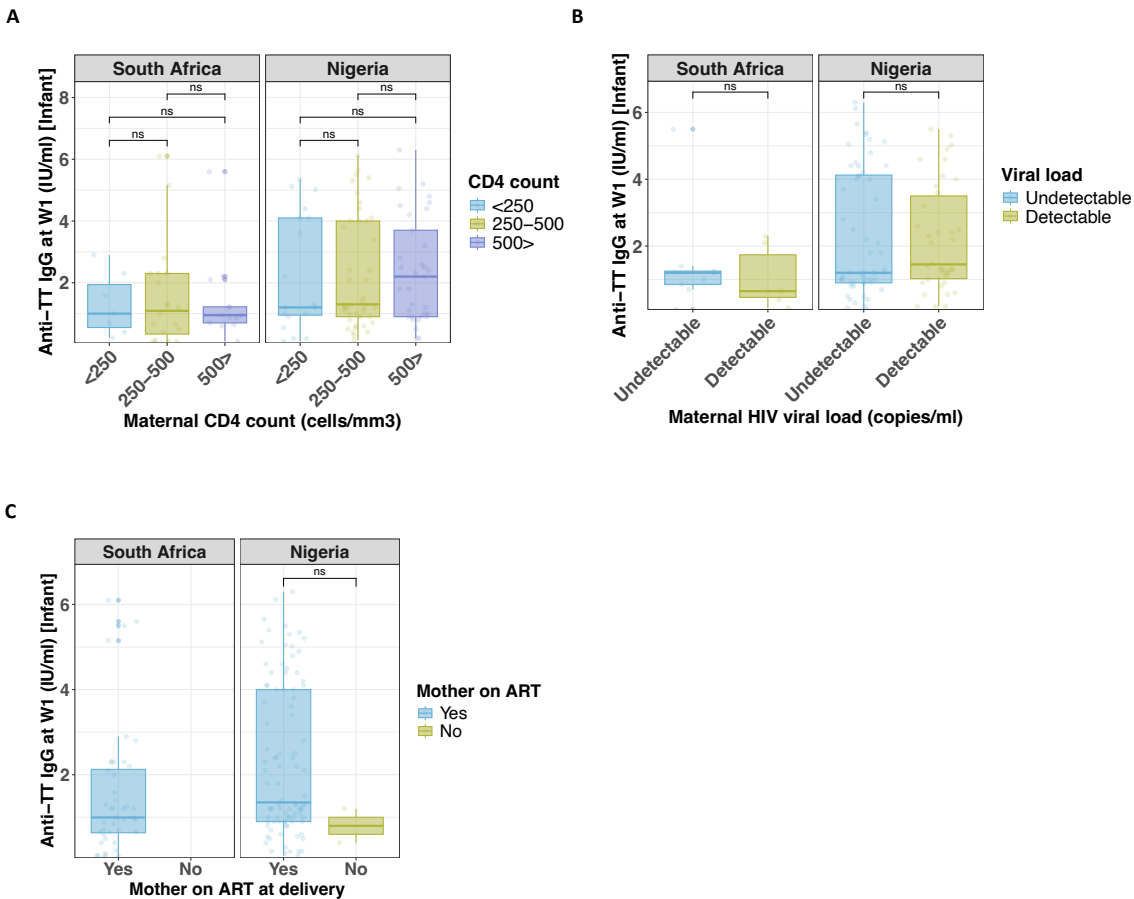 A
South Africa
Nigeria
ns
ns
ns
ns
ns
ns
8
6
4
2
Anti−TT IgG at W1 (IU/ml) [Infant]
<250
250−500
500>
<250
250−500
500>
Maternal CD4 count (cells/mm3)
CD4 count
<250
250−500
500>
B
South Africa
Nigeria
ns
ns
6
4
2
Anti−TT IgG at W1 (IU/ml) [Infant]
Undetectable
Detectable
Undetectable
Detectable
Maternal HIV viral load (copies/ml)
Viral load
Undetectable
Detectable
C
South Africa
Nigeria
ns
6
4
2
Anti−TT IgG at W1 (IU/ml) [Infant]
Yes
No
Yes
No
Mother on ART at delivery
Mother on ART
Yes
No